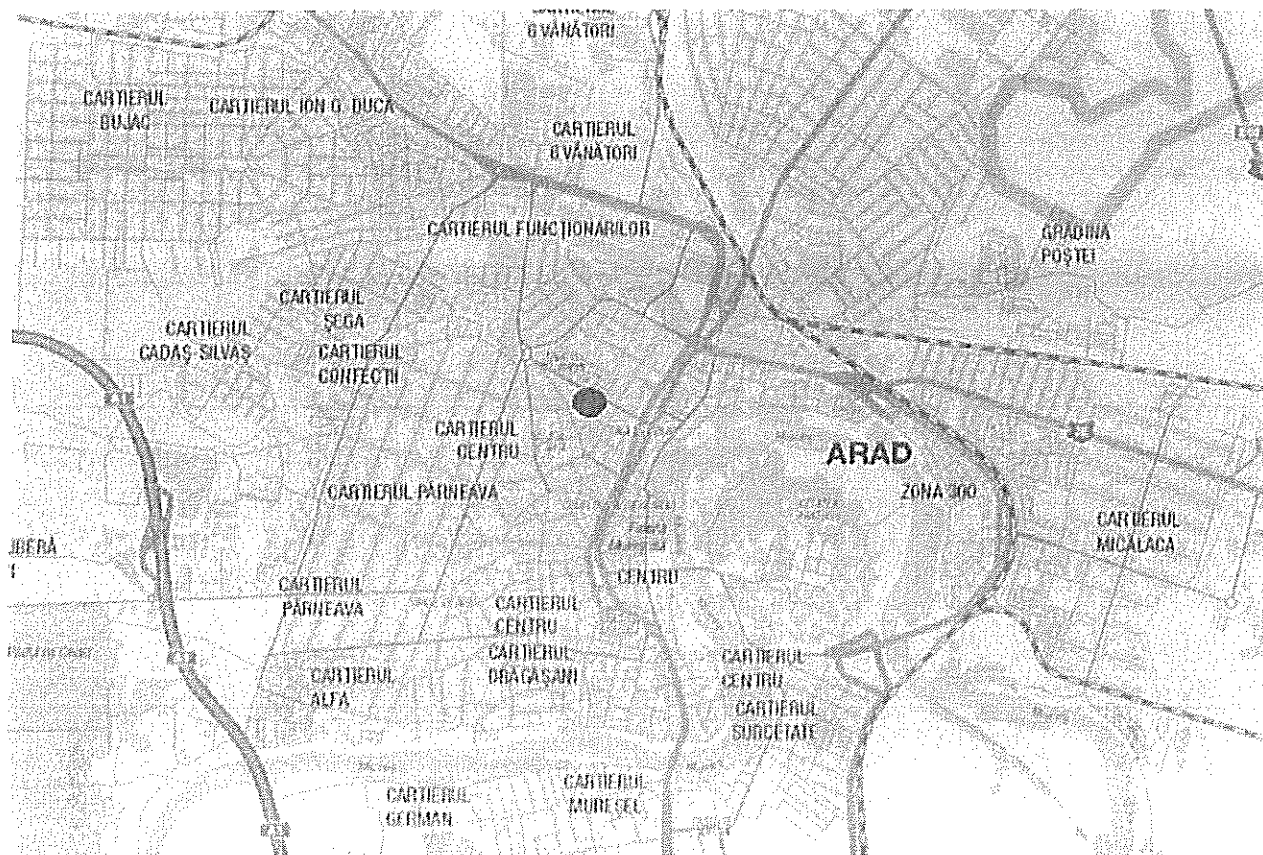 6 VÂNĂTORI
CARTIERUL
BUJAC
CARTIERUL ION G. DUCA
CARTIERUL
6 VÂNĂTORI
CARTIERUL FUNCȚIONARILOR
GRĂDINA
POȘTEI
CARTIERUL
ȘEGA
CARTIERUL
CADAȘ-SILVAȘ
CARTIERUL
CONFECȚII
CARTIERUL
CENTRU
ARAD
CARTIERUL PÂRNEAVA
ZONA 300
CARTIERUL
MICĂLACA
CENTRU
CARTIERUL
PÂRNEAVA
CARTIERUL
CENTRU
CARTIERUL
DRĂGĂȘANI
CARTIERUL
CENTRU
CARTIERUL
ALFA
CARTIERUL
SUBCETATE
CARTIERUL
MUREȘEL
CARTIERUL
GERMAN